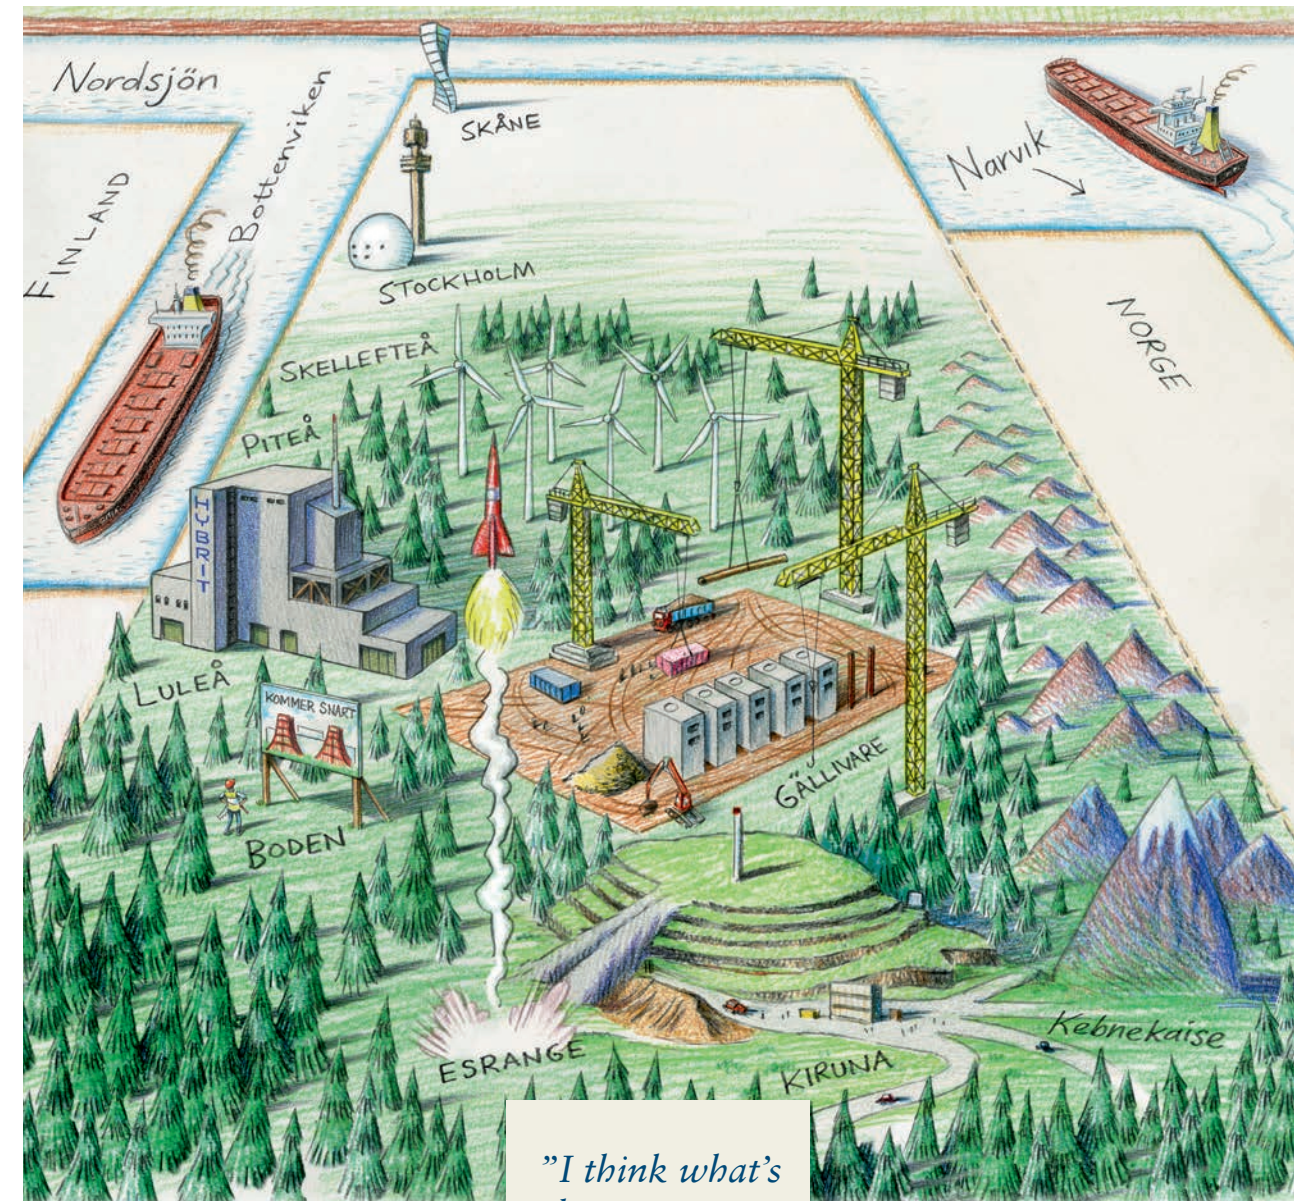 Nordsjön
Bottenviken
FINLAND
SKÅNE
Narvik
STOCKHOLM
NORGE
SKELLEFTEÅ
PITEÅ
HYBRIT
LULEÅ
KOMMER SNART
GÄLLIVARE
BODEN
Kebnekaise
ESRANGE
KIRUNA
”I think what’s